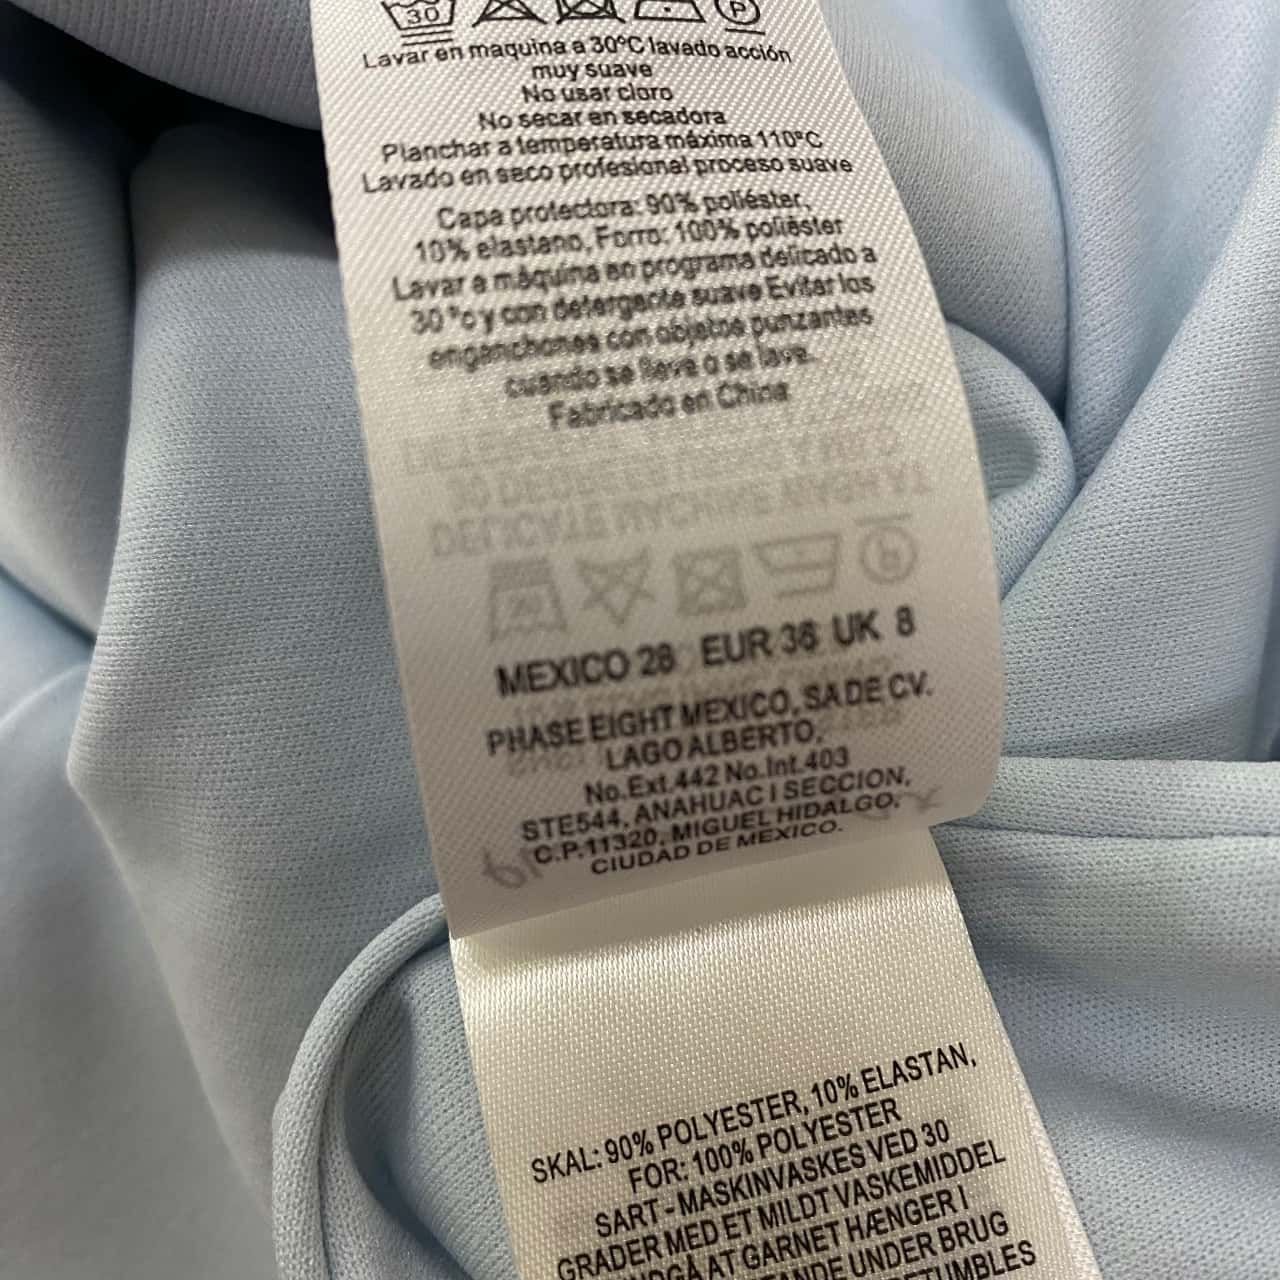 30 P
Lavar en maquina a 30°C lavado acción
muy suave
No usar cloro
No secar en secadora
Planchar a temperatura máxima 110°C
Lavado en seco profesional proceso suave
Capa protectora: 90% poliéster,
10% elastano, Forro: 100% poliéster
Lavar a máquina en programa delicado a
30 °c y con detergente suave Evitar los
enganchones con objetos punzantes
cuando se lleve o se lave.
Fabricado en China
MEXICO 28 EUR 36 UK 8
PHASE EIGHT MEXICO, SA DE CV.
LAGO ALBERTO,
No.Ext.442 No.Int.403
STE544, ANAHUAC I SECCION,
C.P.11320, MIGUEL HIDALGO,
CIUDAD DE MEXICO.
SKAL: 90% POLYESTER, 10% ELASTAN,
FOR: 100% POLYESTER
SART - MASKINVASKES VED 30
GRADER MED ET MILDT VASKEMIDDEL
UNDGÅ AT GARNET HÆNGER I
UNDER BRUG